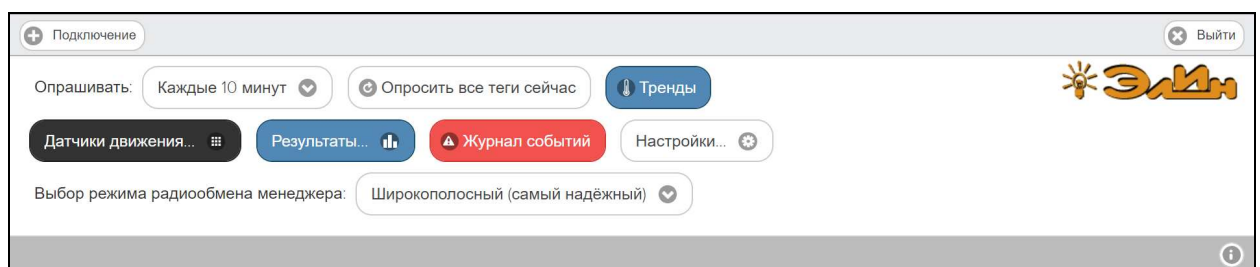 Подключение Выйти
Опрашивать: Каждые 10 минут Опросить все теги сейчас Тренды ЭлИн
Датчики движения... Результаты... Журнал событий Настройки...
Выбор режима радиообмена менеджера: Широкополосный (самый надёжный)